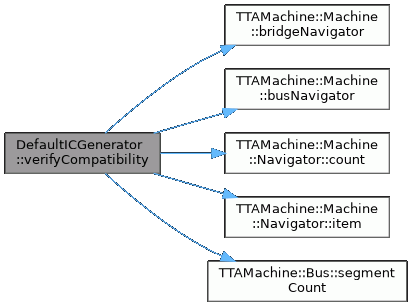 TTAMachine::Machine
::bridgeNavigator
TTAMachine::Machine
::busNavigator
DefaultICGenerator
::verifyCompatibility
TTAMachine::Machine
::Navigator::count
TTAMachine::Machine
::Navigator::item
TTAMachine::Bus::segment
Count